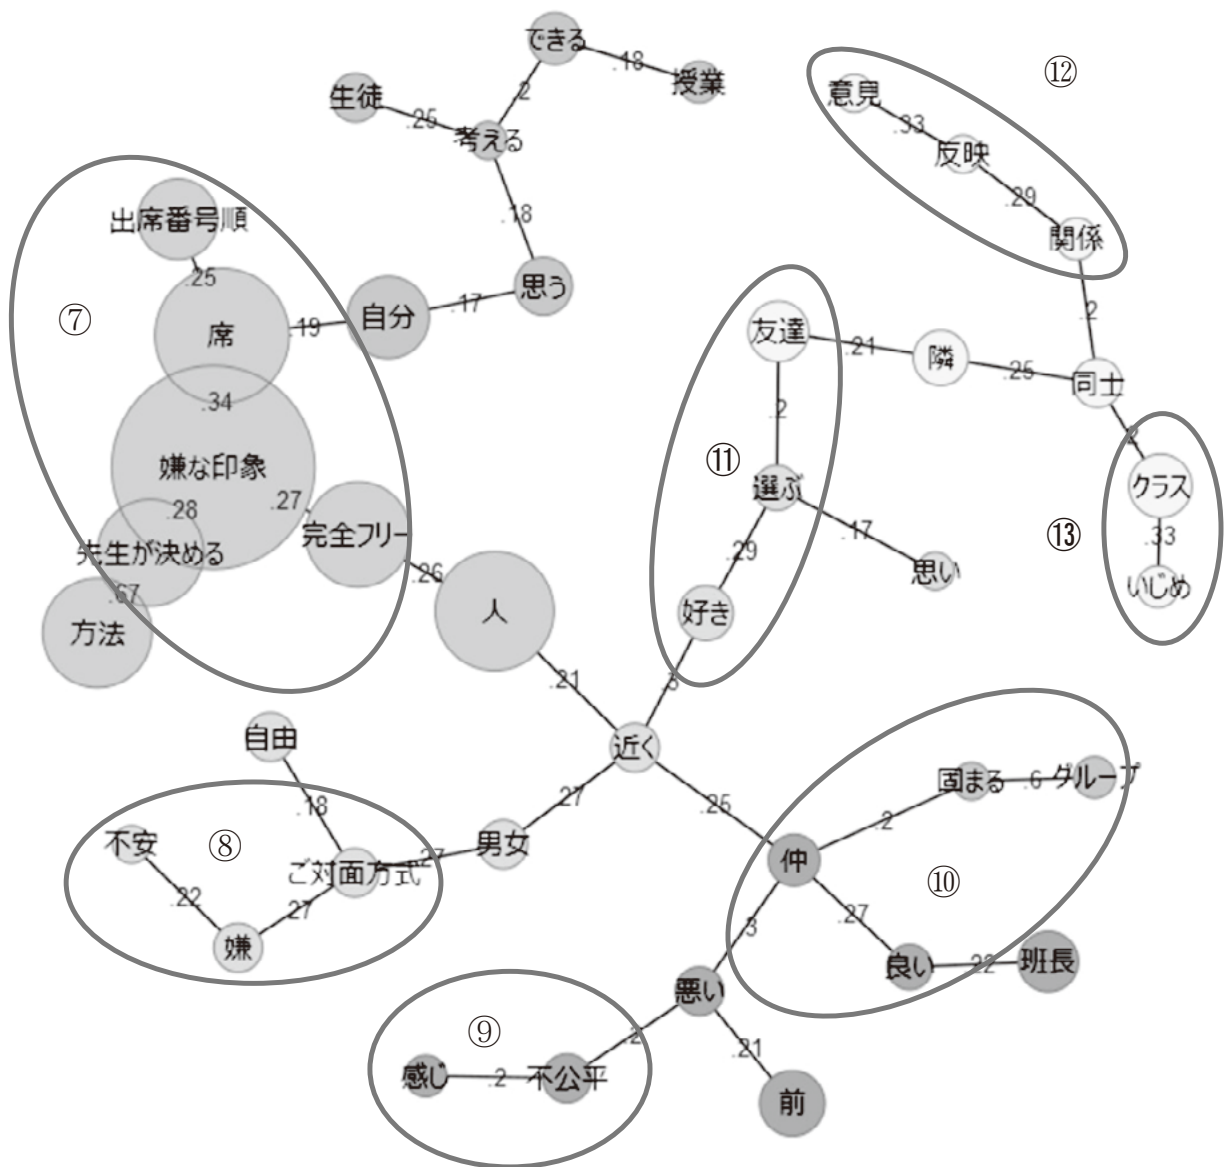 できる
.18
授業
⑫
生徒
.25
.2
考える
意見
.33
反映
.29
関係
.18
出席番号順
.25
⑦
席
.19
自分
.17
思う
.2
友達
.21
隣
.25
同士
.34
.2
.2
嫌な印象
⑪
選ぶ
クラス
.28
.27
先生が決める
完全フリー
.29
.17
⑬
.33
.26
思い
いじめ
.67
方法
人
好き
.21
.3
自由
近く
.18
.27
.25
固まる
.6
グループ
不安
⑧
ご対面方式
.27
男女
.2
仲
⑩
.22
.27
嫌
.3
.27
良い
.22
班長
悪い
⑨
.2
.21
感じ
.2
不公平
前